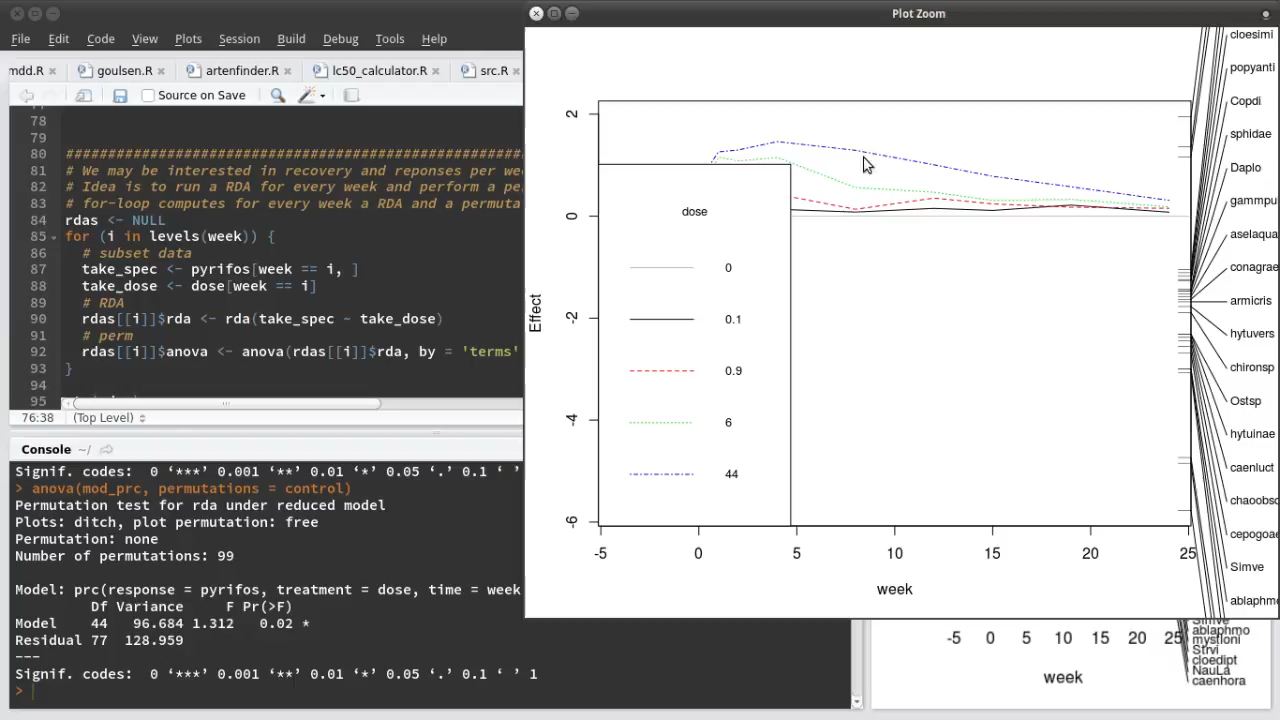 Plot Zoom
File Edit Code View Plots Session Build Debug Tools Help
mdd.R goulsen.R artenfinder.R lc50_calculator.R src.R
Source on Save
78
79
80 ####################################################
81 # We may be interested in recovery and reponses per we
82 # Idea is to run a RDA for every week and perform a pe
83 # for-loop computes for every week a RDA and a permuta
84 rdas <- NULL
85 for (i in levels(week)) {
86 # subset data
87 take_spec <- pyrifos[week == i, ]
88 take_dose <- dose[week == i]
89 # RDA
90 rdas[[i]]$rda <- rda(take_spec ~ take_dose)
91 # perm
92 rdas[[i]]$anova <- anova(rdas[[i]]$rda, by = 'terms'
93 }
94
95
76:38 (Top Level)
Console ~/
Signif. codes: 0 ‘***’ 0.001 ‘**’ 0.01 ‘*’ 0.05 ‘.’ 0.1 ‘ ’
> anova(mod_prc, permutations = control)
Permutation test for rda under reduced model
Plots: ditch, plot permutation: free
Permutation: none
Number of permutations: 99
Model: prc(response = pyrifos, treatment = dose, time = week
Df Variance F Pr(>F)
Model 44 96.684 1.312 0.02 *
Residual 77 128.959
---
Signif. codes: 0 ‘***’ 0.001 ‘**’ 0.01 ‘*’ 0.05 ‘.’ 0.1 ‘ ’ 1
>
Effect
2
0
-2
-4
-6
dose
0
0.1
0.9
6
44
-5 0 5 10 15 20 25
week
cloesimi
popyanti
Copdi
sphidae
Daplo
gammpu
aselaqua
conagrae
armicris
hytuvers
chironsp
Ostsp
hytuinae
caenluct
chaoobsc
cepogoae
Simve
ablaphmo
Simve
ablaphmo
mystloni
Strvi
cloedipt
NauLa
caenhora
-5 0 5 10 15 20 25
week